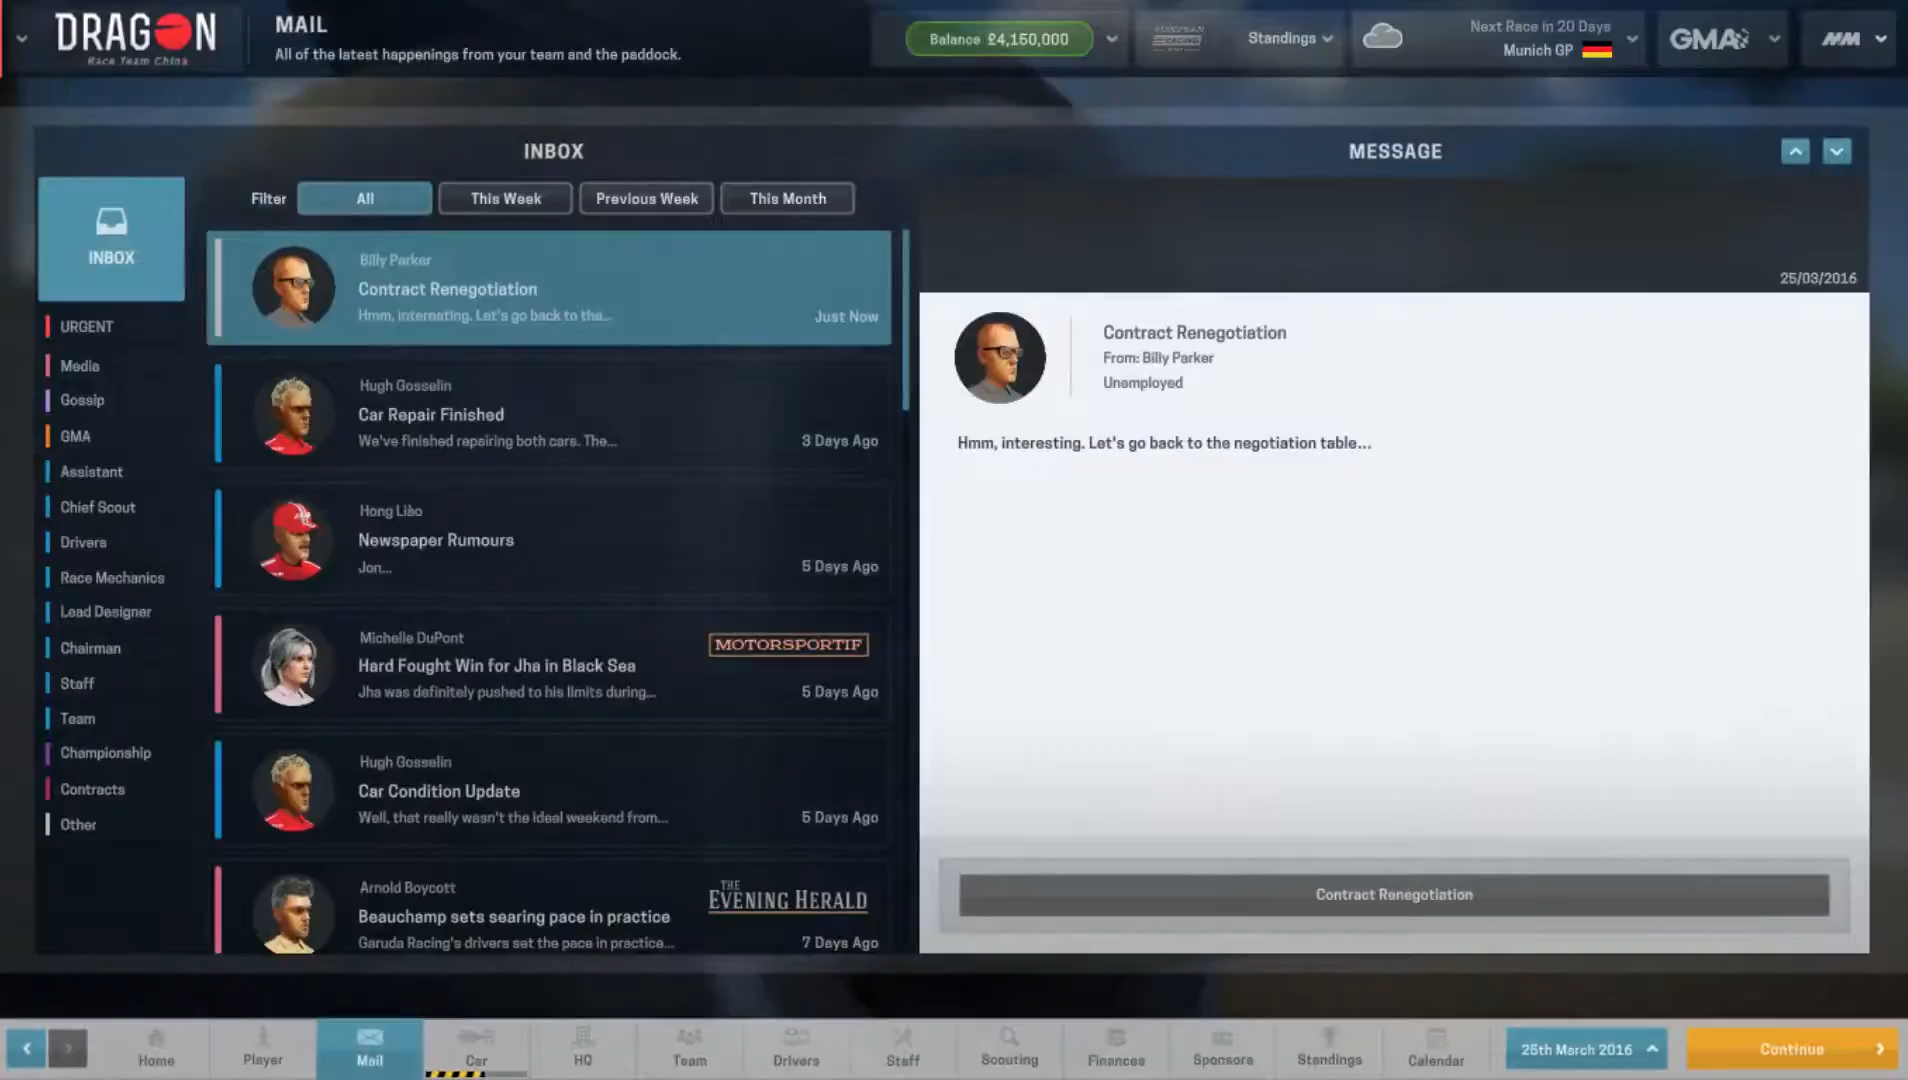 DRAGON
Race Team China
MAIL
All of the latest happenings from your team and the paddock.
Balance £4,150,000
EUROPEAN
RACING
Standings
Next Race in 20 Days
Munich GP
GMA
MM
INBOX
MESSAGE
INBOX
Filter
All
This Week
Previous Week
This Month
URGENT
Media
Gossip
GMA
Assistant
Chief Scout
Drivers
Race Mechanics
Lead Designer
Chairman
Staff
Team
Championship
Contracts
Other
Billy Parker
Contract Renegotiation
Hmm, interesting. Let's go back to the...
Just Now
Hugh Gosselin
Car Repair Finished
We've finished repairing both cars. The...
3 Days Ago
Hong Liào
Newspaper Rumours
Jon...
5 Days Ago
Michelle DuPont
MOTORSPORTIF
Hard Fought Win for Jha in Black Sea
Jha was definitely pushed to his limits during...
5 Days Ago
Hugh Gosselin
Car Condition Update
Well, that really wasn't the ideal weekend from...
5 Days Ago
Arnold Boycott
THE
EVENING HERALD
Beauchamp sets searing pace in practice
Garuda Racing's drivers set the pace in practice...
7 Days Ago
25/03/2016
Contract Renegotiation
From: Billy Parker
Unemployed
Hmm, interesting. Let's go back to the negotiation table...
Contract Renegotiation
Home
Player
Mail
Car
HQ
Team
Drivers
Staff
Scouting
Finances
Sponsors
Standings
Calendar
25th March 2016
Continue